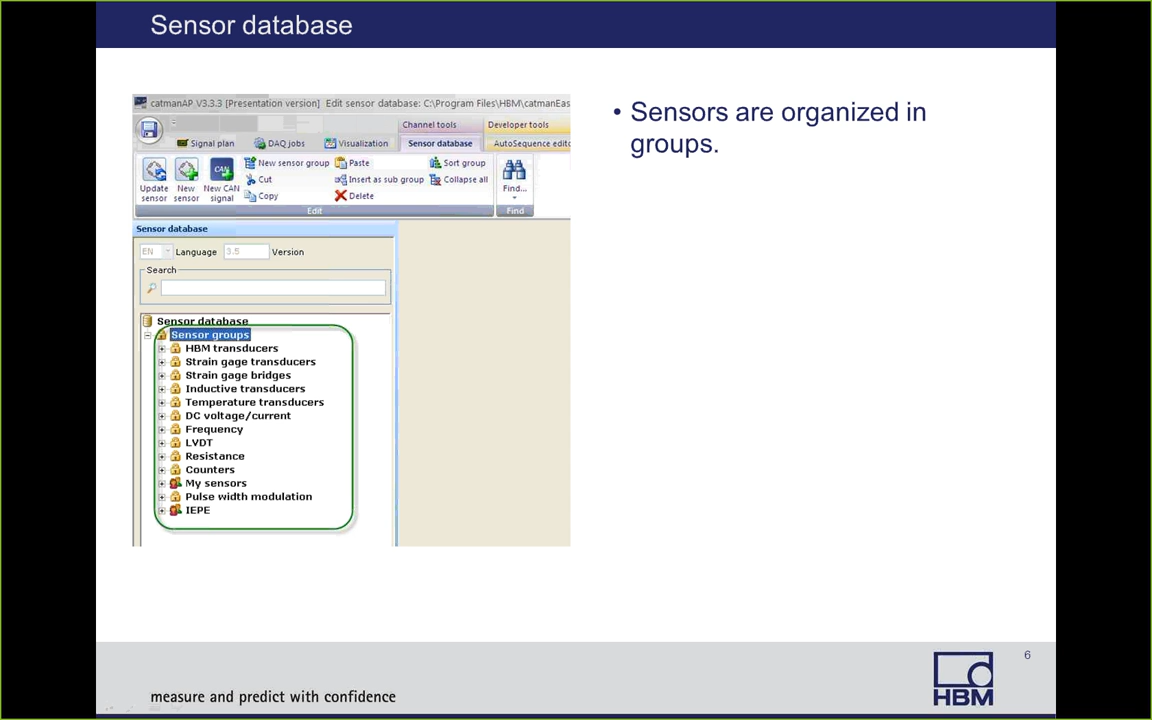 Sensor database
catmanAP V3.3.3 [Presentation version] Edit sensor database: C:\Program Files\HBM\catmanEas
Channel tools Developer tools
Signal plan DAQ jobs Visualization Sensor database AutoSequence edito
New sensor group Paste Sort group
Cut Insert as sub group Collapse all
Copy Delete
Update sensor
New sensor
CAN
New CAN signal
Find...
Edit Find
Sensor database
EN Language 3.5 Version
Search
Sensor database
Sensor groups
HBM transducers
Strain gage transducers
Strain gage bridges
Inductive transducers
Temperature transducers
DC voltage/current
Frequency
LVDT
Resistance
Counters
My sensors
Pulse width modulation
IEPE
• Sensors are organized in
groups.
measure and predict with confidence
HBM
6